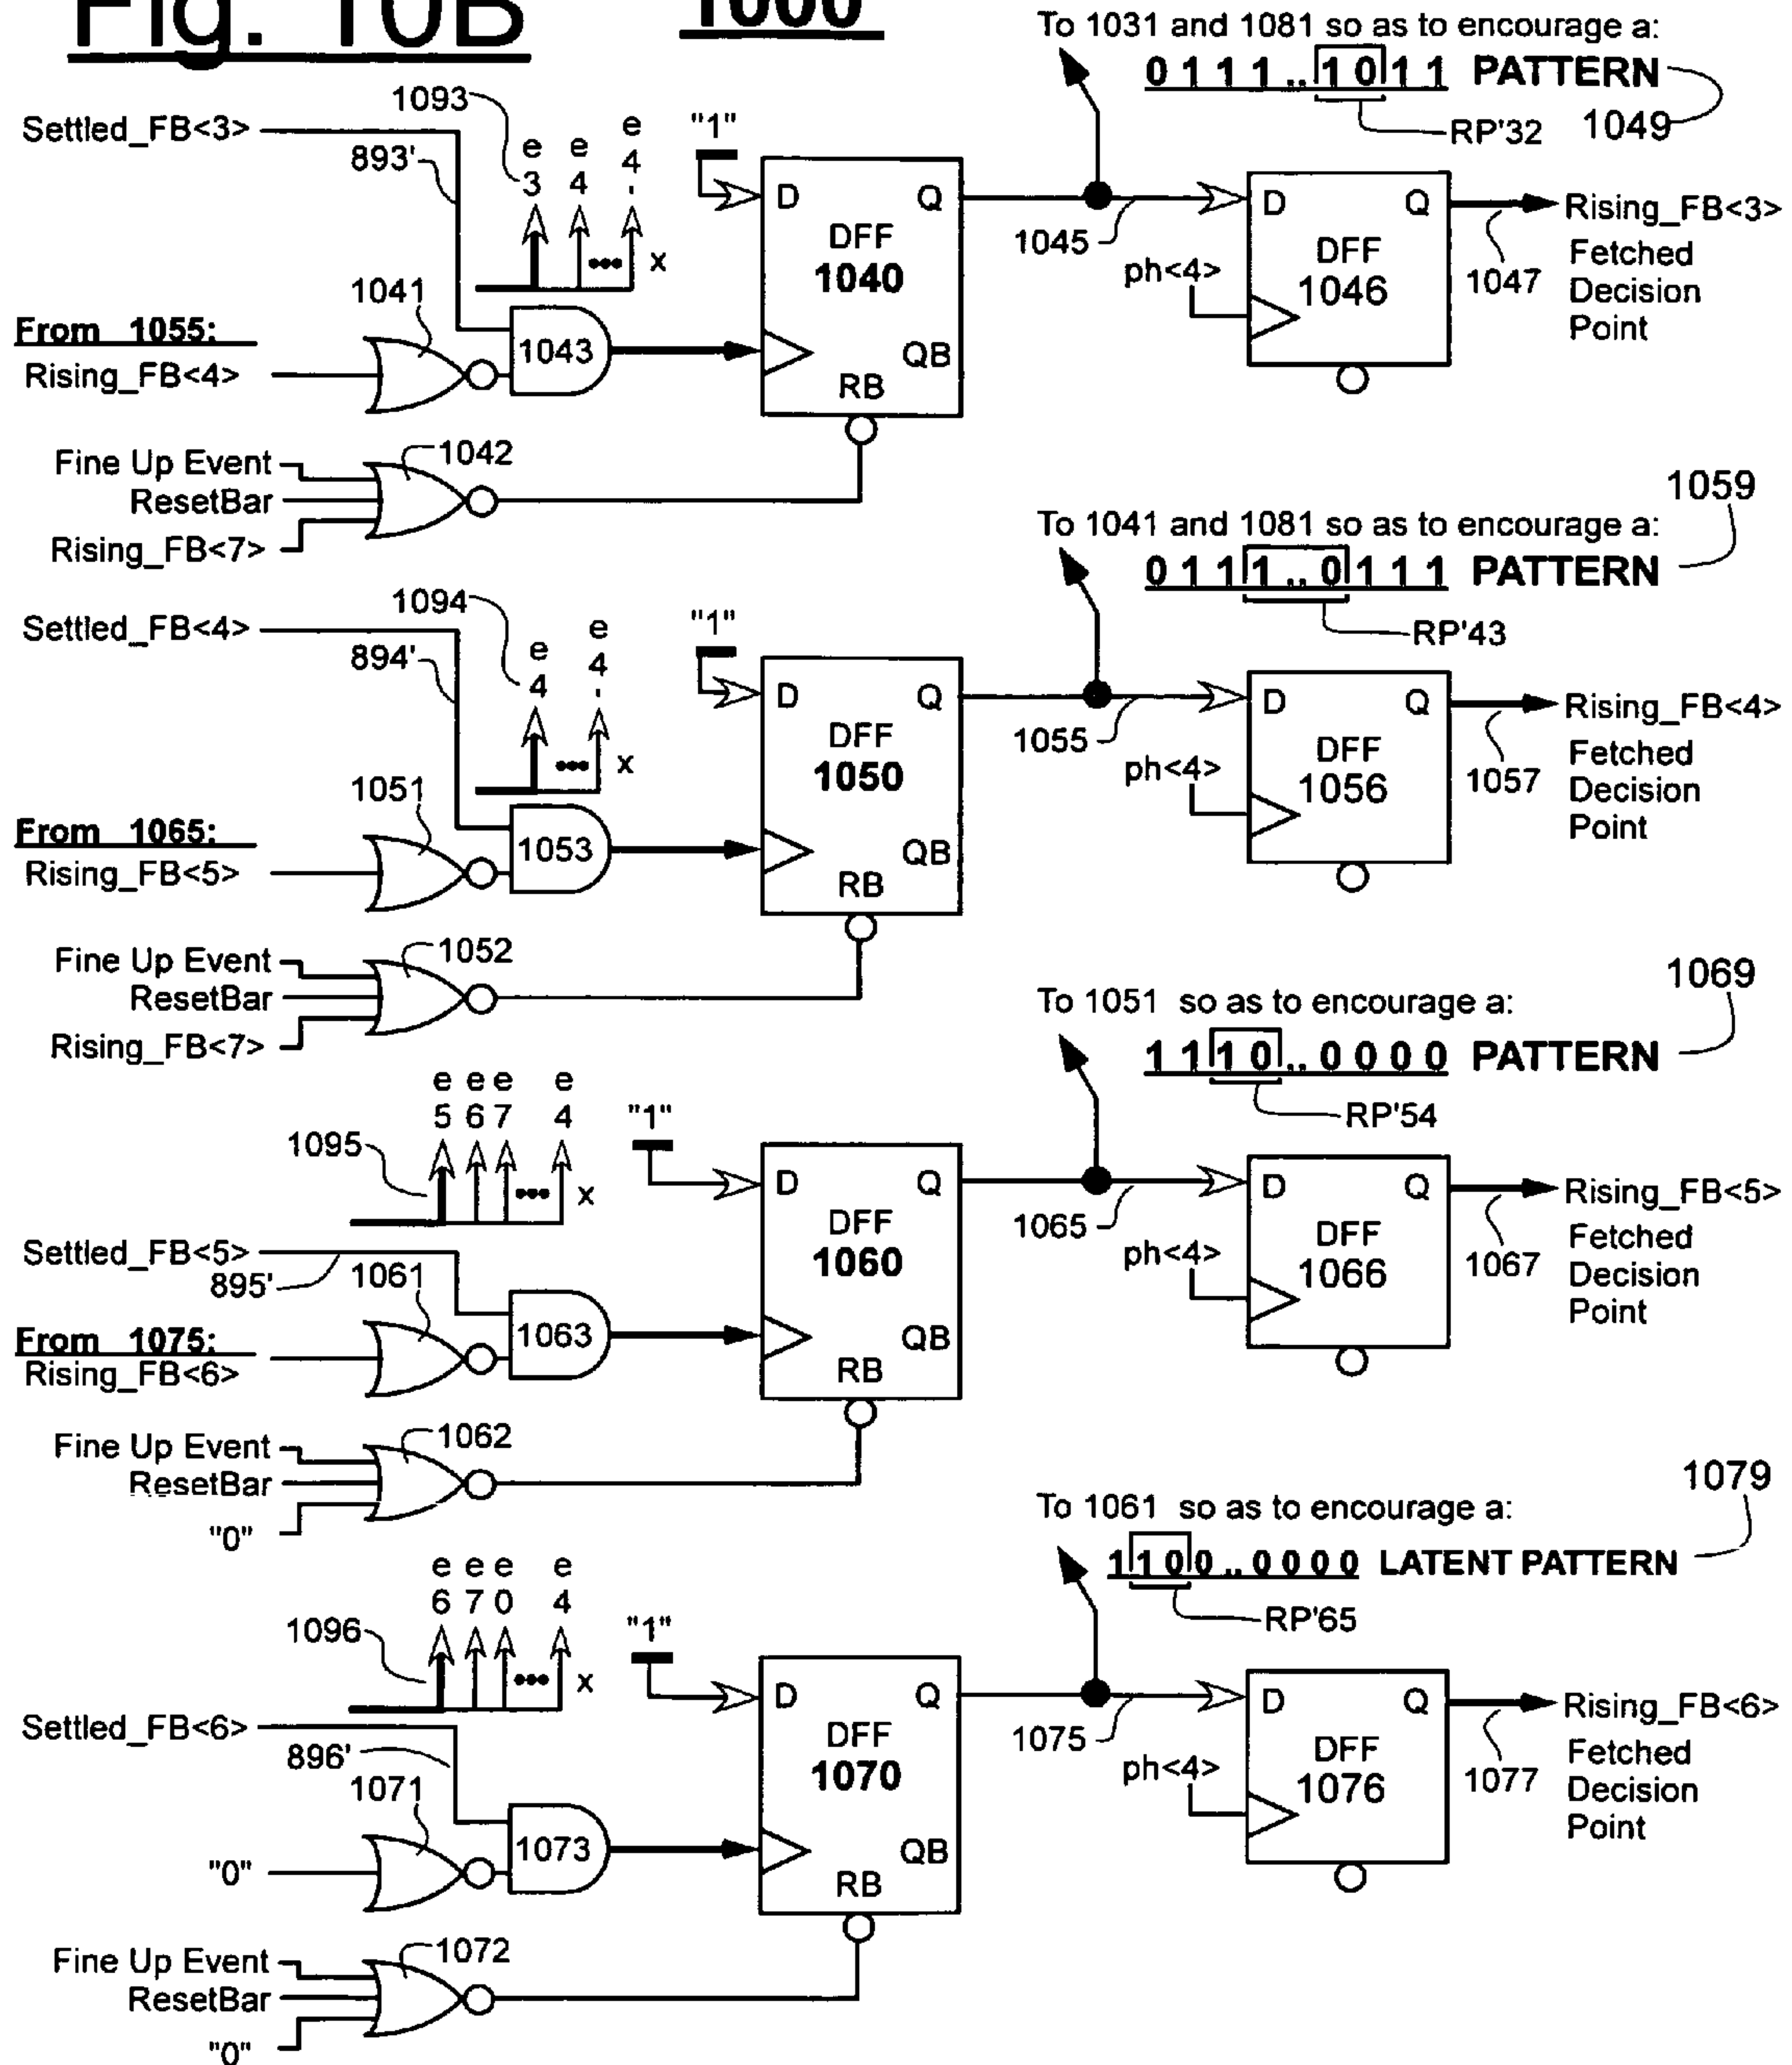 Fig. 10B
1000
To 1031 and 1081 so as to encourage a:
0 1 1 1 .. 1 0 1 1 PATTERN
RP'32
1049
Settled_FB<3>
893'
1093
e e e
3 4 4
x
"1"
D Q
DFF
1040
QB
RB
1045
D Q
DFF
1046
ph<4>
1047
Rising_FB<3>
Fetched
Decision
Point
1041
From 1055:
Rising_FB<4>
1043
Fine Up Event
ResetBar
Rising_FB<7>
1042
1059
To 1041 and 1081 so as to encourage a:
0 1 1 1 .. 0 1 1 1 PATTERN
RP'43
Settled_FB<4>
894'
1094
e e
4 4
x
"1"
D Q
DFF
1050
QB
RB
1055
D Q
DFF
1056
ph<4>
1057
Rising_FB<4>
Fetched
Decision
Point
1051
From 1065:
Rising_FB<5>
1053
Fine Up Event
ResetBar
Rising_FB<7>
1052
1069
To 1051 so as to encourage a:
1 1 1 0 .. 0 0 0 0 PATTERN
RP'54
1095
e e e e
5 6 7 4
x
"1"
D Q
DFF
1060
QB
RB
1065
D Q
DFF
1066
ph<4>
1067
Rising_FB<5>
Fetched
Decision
Point
Settled_FB<5>
895'
1061
From 1075:
Rising_FB<6>
1063
Fine Up Event
ResetBar
"0"
1062
1079
To 1061 so as to encourage a:
1 1 0 0 .. 0 0 0 0 LATENT PATTERN
RP'65
1096
e e e e
6 7 0 4
x
"1"
D Q
DFF
1070
QB
RB
1075
D Q
DFF
1076
ph<4>
1077
Rising_FB<6>
Fetched
Decision
Point
Settled_FB<6>
896'
1071
"0"
1073
Fine Up Event
ResetBar
"0"
1072